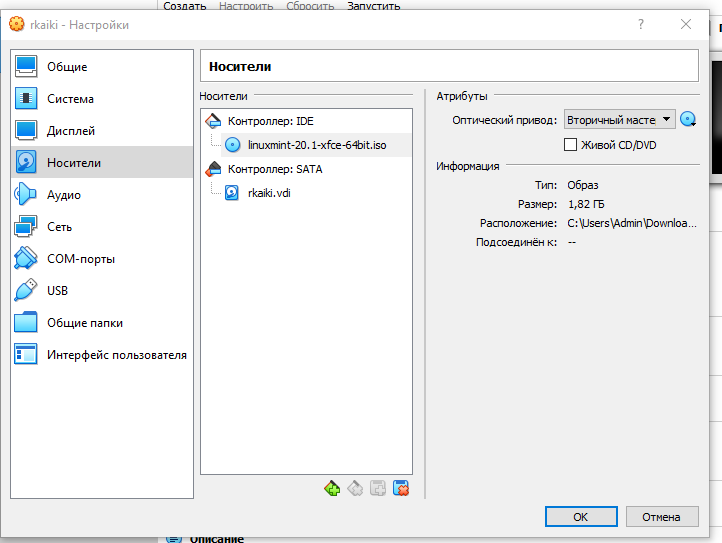 Создать Настроить Сбросить Запустить
rkaiki - Настройки
?
Общие
Система
Дисплей
Носители
Аудио
Сеть
COM-порты
USB
Общие папки
Интерфейс пользователя
Носители
Носители
Контроллер: IDE
linuxmint-20.1-xfce-64bit.iso
Контроллер: SATA
rkaiki.vdi
Атрибуты
Оптический привод: Вторичный масте
Живой CD/DVD
Информация
Тип: Образ
Размер: 1,82 ГБ
Расположение: C:\Users\Admin\Downloa...
Подсоединён к: --
OK
Отмена
Описание